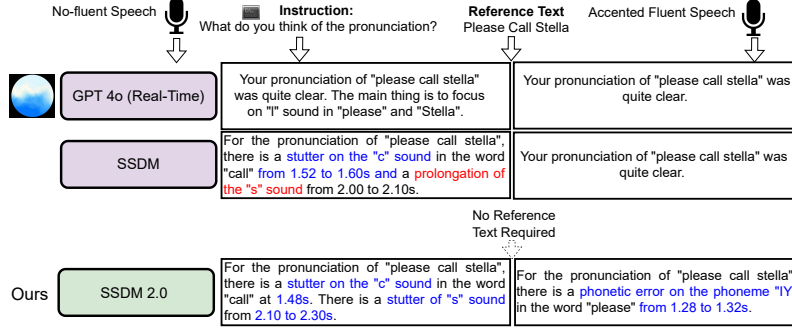 No-fluent Speech
Instruction:
What do you think of the pronunciation?
Reference Text
Please Call Stella
Accented Fluent Speech
GPT 4o (Real-Time)
Your pronunciation of "please call stella"
was quite clear. The main thing is to focus
on "l" sound in "please" and "Stella".
Your pronunciation of "please call stella" was
quite clear.
SSDM
For the pronunciation of "please call stella",
there is a stutter on the "c" sound in the word
"call" from 1.52 to 1.60s and a prolongation of
the "s" sound from 2.00 to 2.10s.
Your pronunciation of "please call stella" was
quite clear.
No Reference
Text Required
Ours
SSDM 2.0
For the pronunciation of "please call stella",
there is a stutter on the "c" sound in the word
"call" at 1.48s. There is a stutter of "s" sound
from 2.10 to 2.30s.
For the pronunciation of "please call stella"
there is a phonetic error on the phoneme "IY
in the word "please" from 1.28 to 1.32s.